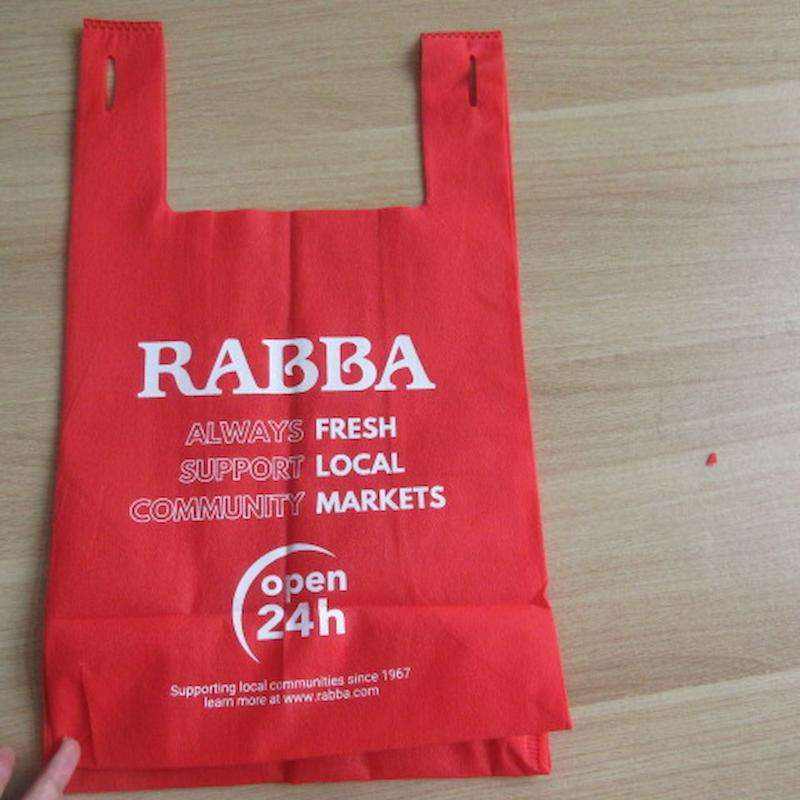 RABBA
ALWAYS FRESH
SUPPORT LOCAL
COMMUNITY MARKETS
open
24h
Supporting local communities since 1967
learn more at www.rabba.com